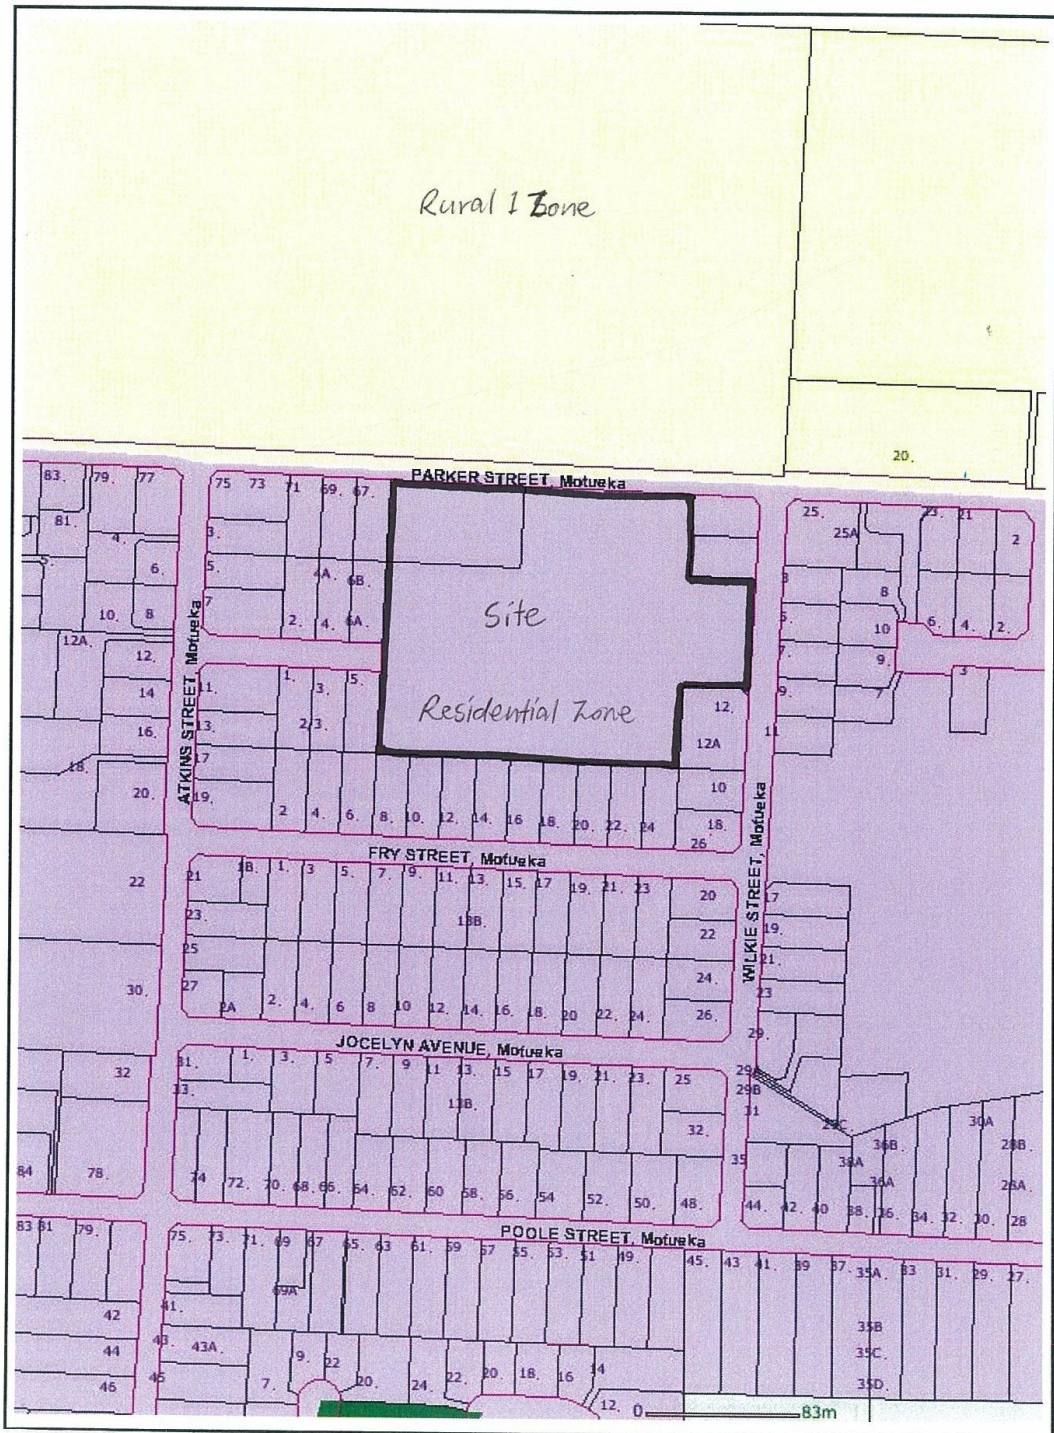 Rural 1 Zone
20.
PARKER STREET, Motueka
83. 79. 77 75 73 71 69. 67.
81. 3. 25. 23. 21
4. 25A 2
5. 6. 5. 4A 6B. 3
10. 8 7 2. 4. 6A. Site 5. 8 6. 4. 2.
12A. 10
12. 1. 5. 7. 9. 3
14 11. 3. Residential Zone 12. 9. 7
16. 13. 2/3. 12A 11
18. 17
20. 19. 10
2 4. 6. 8. 10. 12. 14. 16 18. 20. 22. 24 18.
26
ATKINS STREET, Motueka
FRY STREET, Motueka
WILKIE STREET, Motueka
22 21 1B. 1. 3 5. 7. 9. 11. 13. 15. 17 19. 21. 23 20 17
23. 13B. 22 19.
25 24. 21.
30. 27 2A 2. 4. 6 8 10 12. 14. 16. 18. 20 22. 24. 26. 23
29.
JOCELYN AVENUE, Motueka
32 31. 1. 3. 5 7. 9 11 13. 15 17 19. 21. 23. 25
33. 13B. 29B
31
32. 36B. 30A 28B.
84 78. 35 38A 36A 28A.
74 72. 70. 68. 66. 64. 62. 60 58. 56. 54 52. 50. 48. 44. 42. 40 38. 36. 34. 32. 30. 28
POOLE STREET, Motueka
83 81 79. 75. 73. 71. 69 67 65. 63 61. 59 57 55. 53. 51 49. 45. 43 41. 39 37. 35A. 33 31. 29. 27.
69A
42 41. 35B
44 43. 43A. 9. 22 35C.
46 45 7. 20. 24. 22. 20. 18. 16 14 35D.
12. 0 83m